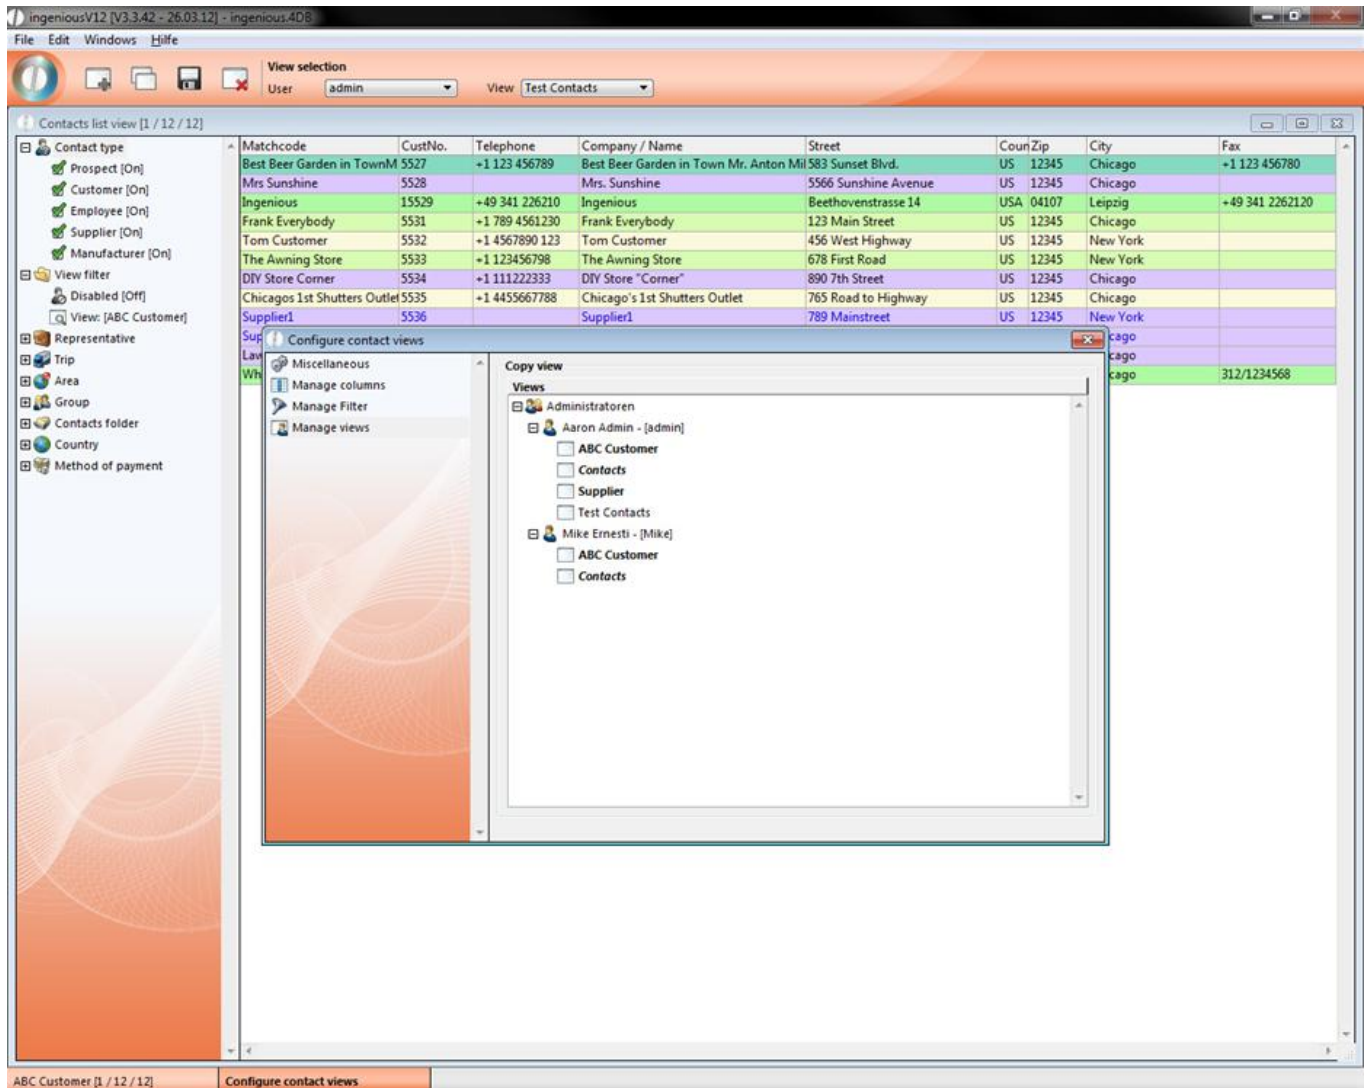 ingeniousV12 [V3.3.42 - 26.03.12] - ingenious.4DB
File Edit Windows Hilfe
View selection
User admin View Test Contacts
Contacts list view [1 / 12 / 12]
Contact type
Prospect [On]
Customer [On]
Employee [On]
Supplier [On]
Manufacturer [On]
View filter
Disabled [Off]
View: [ABC Customer]
Representative
Trip
Area
Group
Contacts folder
Country
Method of payment
Matchcode CustNo. Telephone Company / Name Street Coun Zip City Fax
Best Beer Garden in TownM 5527 +1 123 456789 Best Beer Garden in Town Mr. Anton Mil 583 Sunset Blvd. US 12345 Chicago +1 123 456780
Mrs Sunshine 5528 Mrs. Sunshine 5566 Sunshine Avenue US 12345 Chicago
Ingenious 15529 +49 341 226210 Ingenious Beethovenstrasse 14 USA 04107 Leipzig +49 341 2262120
Frank Everybody 5531 +1 789 4561230 Frank Everybody 123 Main Street US 12345 Chicago
Tom Customer 5532 +1 4567890 123 Tom Customer 456 West Highway US 12345 New York
The Awning Store 5533 +1 123456798 The Awning Store 678 First Road US 12345 New York
DIY Store Corner 5534 +1 111222333 DIY Store "Corner" 890 7th Street US 12345 Chicago
Chicagos 1st Shutters Outlet 5535 +1 4455667788 Chicago's 1st Shutters Outlet 765 Road to Highway US 12345 Chicago
Supplier1 5536 Supplier1 789 Mainstreet US 12345 New York
Sup cago
Law cago
Wh cago 312/1234568
Configure contact views
Miscellaneous
Manage columns
Manage Filter
Manage views
Copy view
Views
Administratoren
Aaron Admin - [admin]
ABC Customer
Contacts
Supplier
Test Contacts
Mike Ernesti - [Mike]
ABC Customer
Contacts
ABC Customer [1 / 12 / 12] Configure contact views